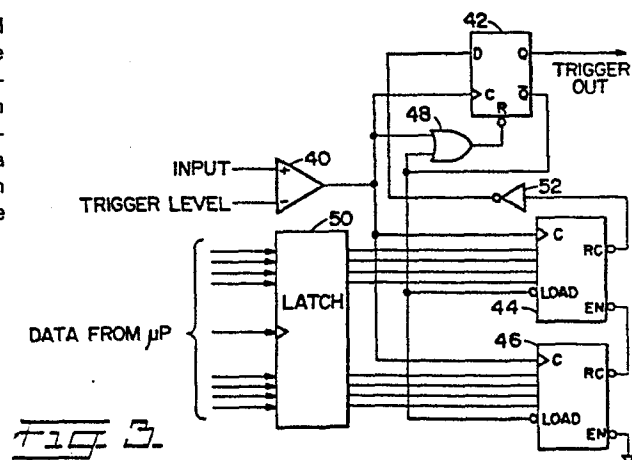 d
e
-
n
-
a
n
e
42
D Q
TRIGGER
OUT
C Q
R
48
INPUT
+ 40
TRIGGER LEVEL
-
52
50
C
RC
LATCH
LOAD
44 EN
DATA FROM µP
46
C
RC
LOAD
EN
Fig 3.